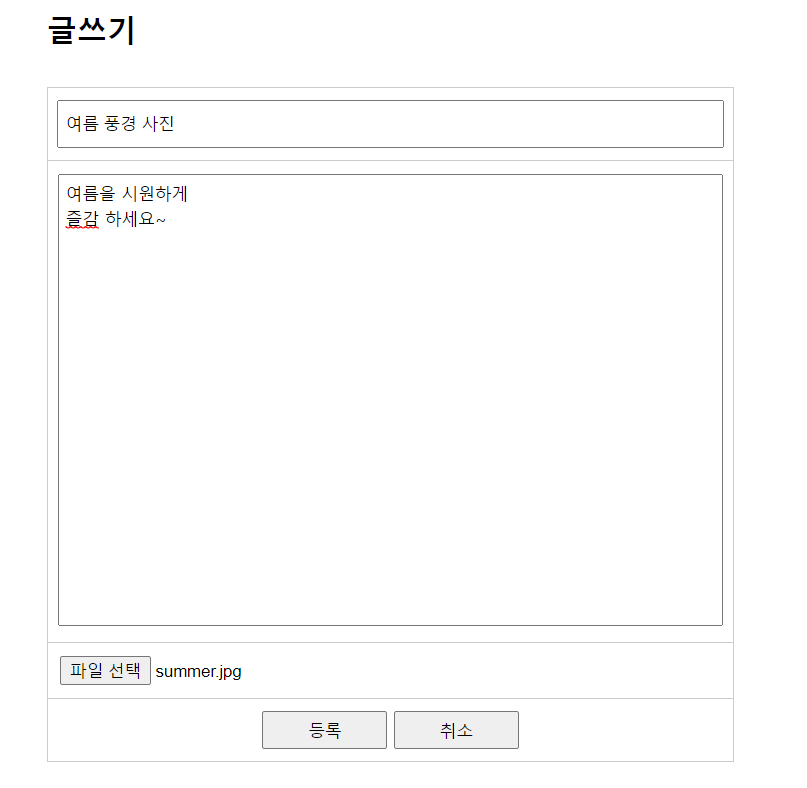 글쓰기
여름 풍경 사진
여름을 시원하게
즐감 하세요~
파일 선택 summer.jpg
등록 취소